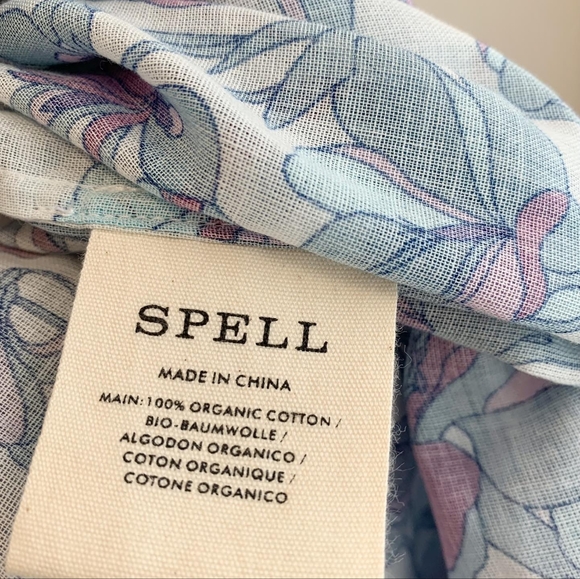 SPELL
MADE IN CHINA
MAIN: 100% ORGANIC COTTON /
BIO-BAUMWOLLE /
ALGODON ORGANICO /
COTON ORGANIQUE /
COTONE ORGANICO